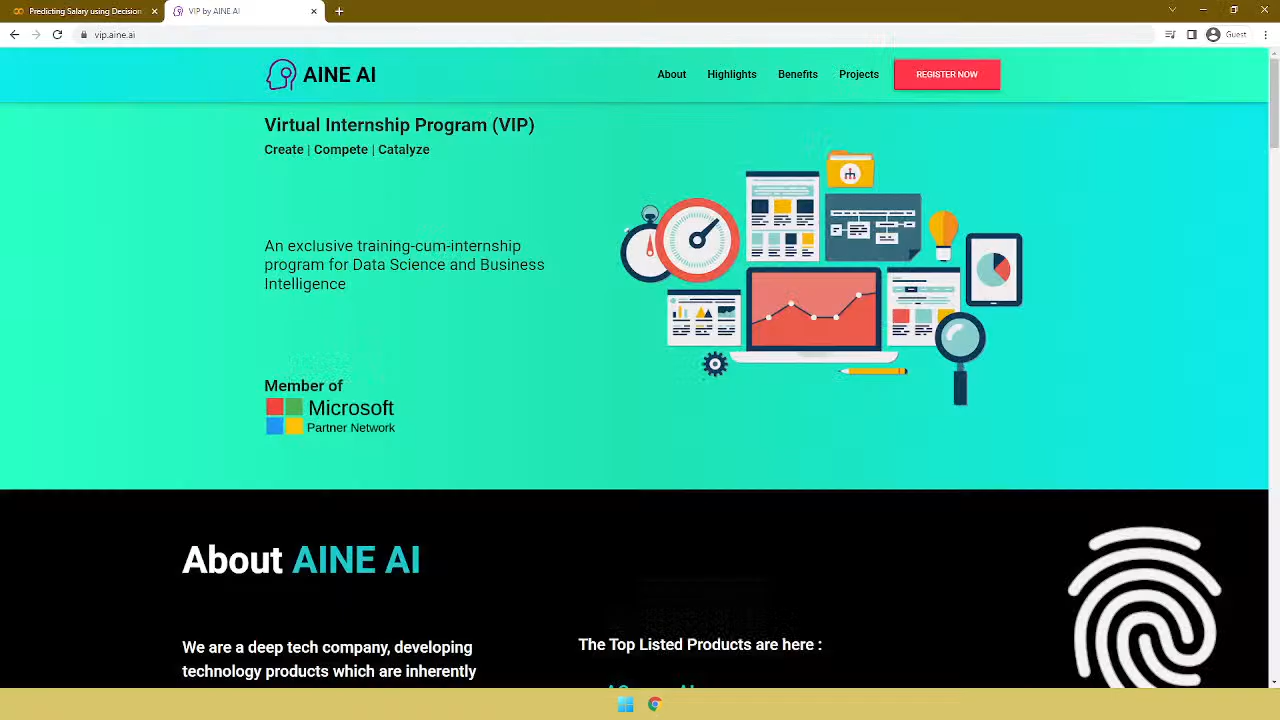 Predicting Salary using Decision
VIP by AINE AI
vip.aine.ai
Guest
AINE AI
About
Highlights
Benefits
Projects
REGISTER NOW
Virtual Internship Program (VIP)
Create | Compete | Catalyze
An exclusive training-cum-internship
program for Data Science and Business
Intelligence
Member of
Microsoft
Partner Network
About AINE AI
We are a deep tech company, developing
technology products which are inherently
The Top Listed Products are here :